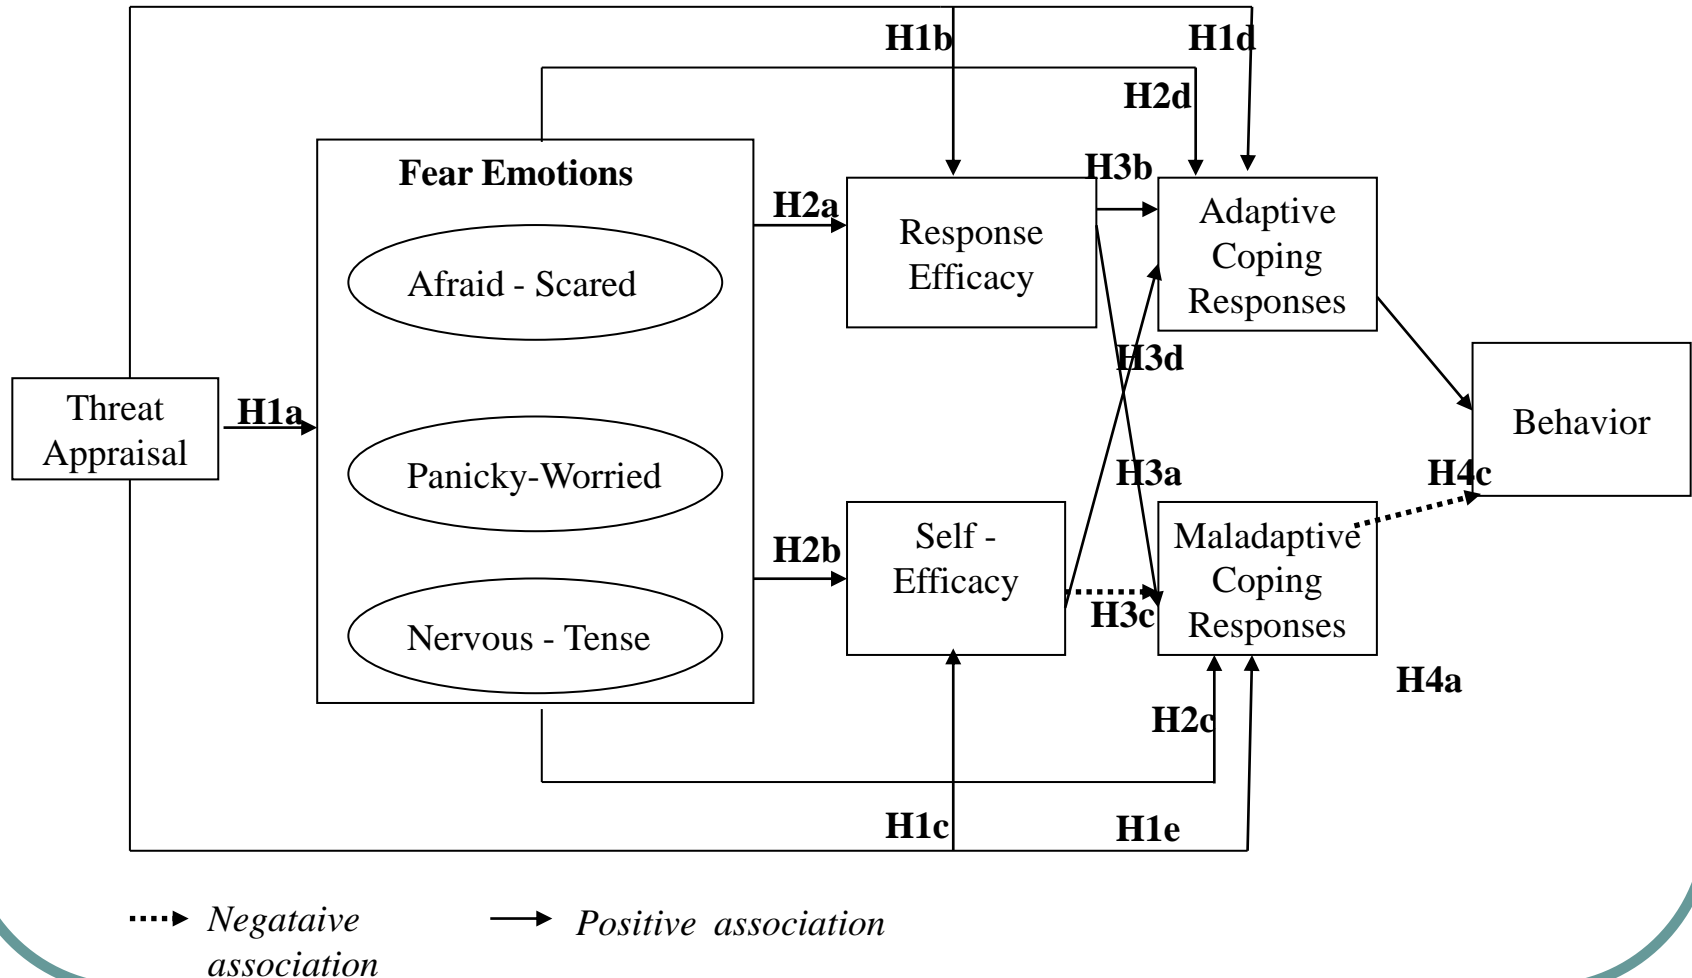 H1b
H1d
H2d
Fear Emotions
H3b
H2a
Adaptive
Coping
Responses
Response
Efficacy
Afraid - Scared
H3d
Threat
Appraisal
H1a
Behavior
Panicky-Worried
H3a
H4c
Self -
Efficacy
Maladaptive
Coping
Responses
H2b
H3c
Nervous - Tense
H4a
H2c
H1c
H1e
Negataive
association
Positive association